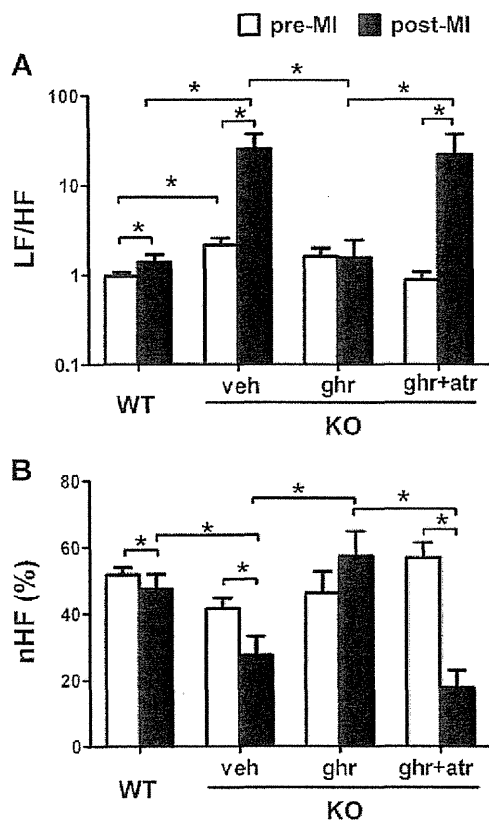 pre-MI post-MI
A
* *
* * *
* *
LF/HF
100
10
1
0.1
WT veh ghr ghr+atr
KO
B
* *
* * * *
nHF (%)
80
60
40
20
0
WT veh ghr ghr+atr
KO